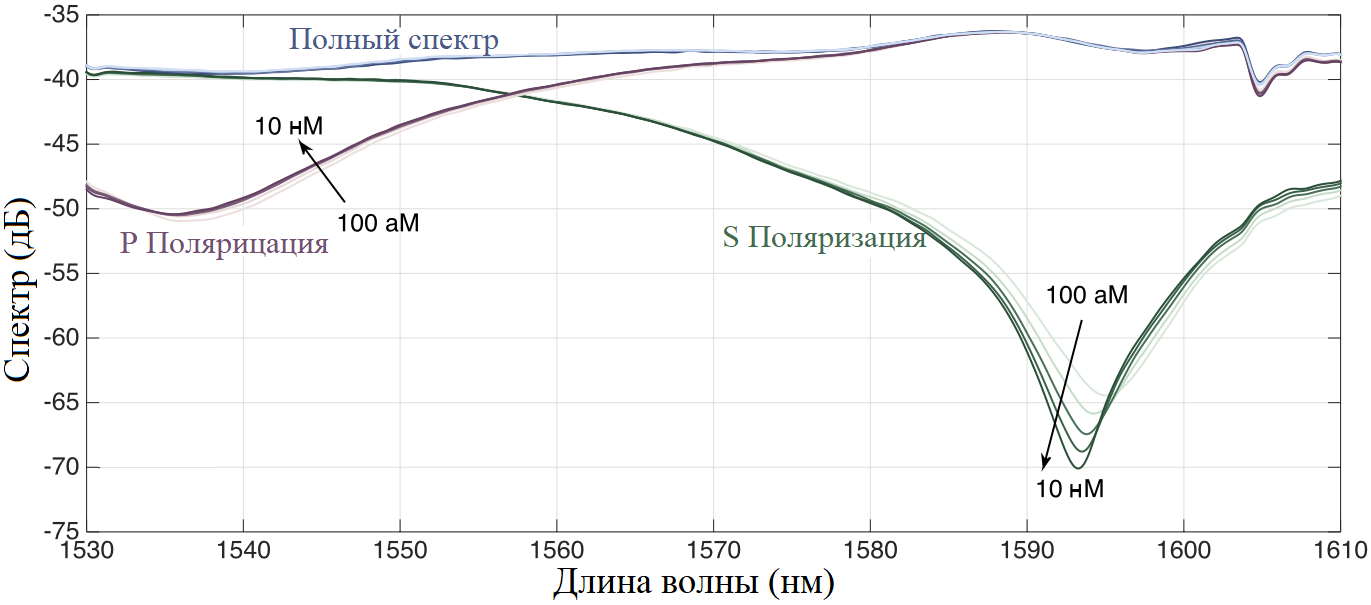 -35
Полный спектр
-40
10 нМ
-45
100 аМ
-50
P Полярицация
S Поляризация
-55
100 аМ
-60
-65
-70
10 нМ
-75
Спектр (дБ)
1530 1540 1550 1560 1570 1580 1590 1600 1610
Длина волны (нм)